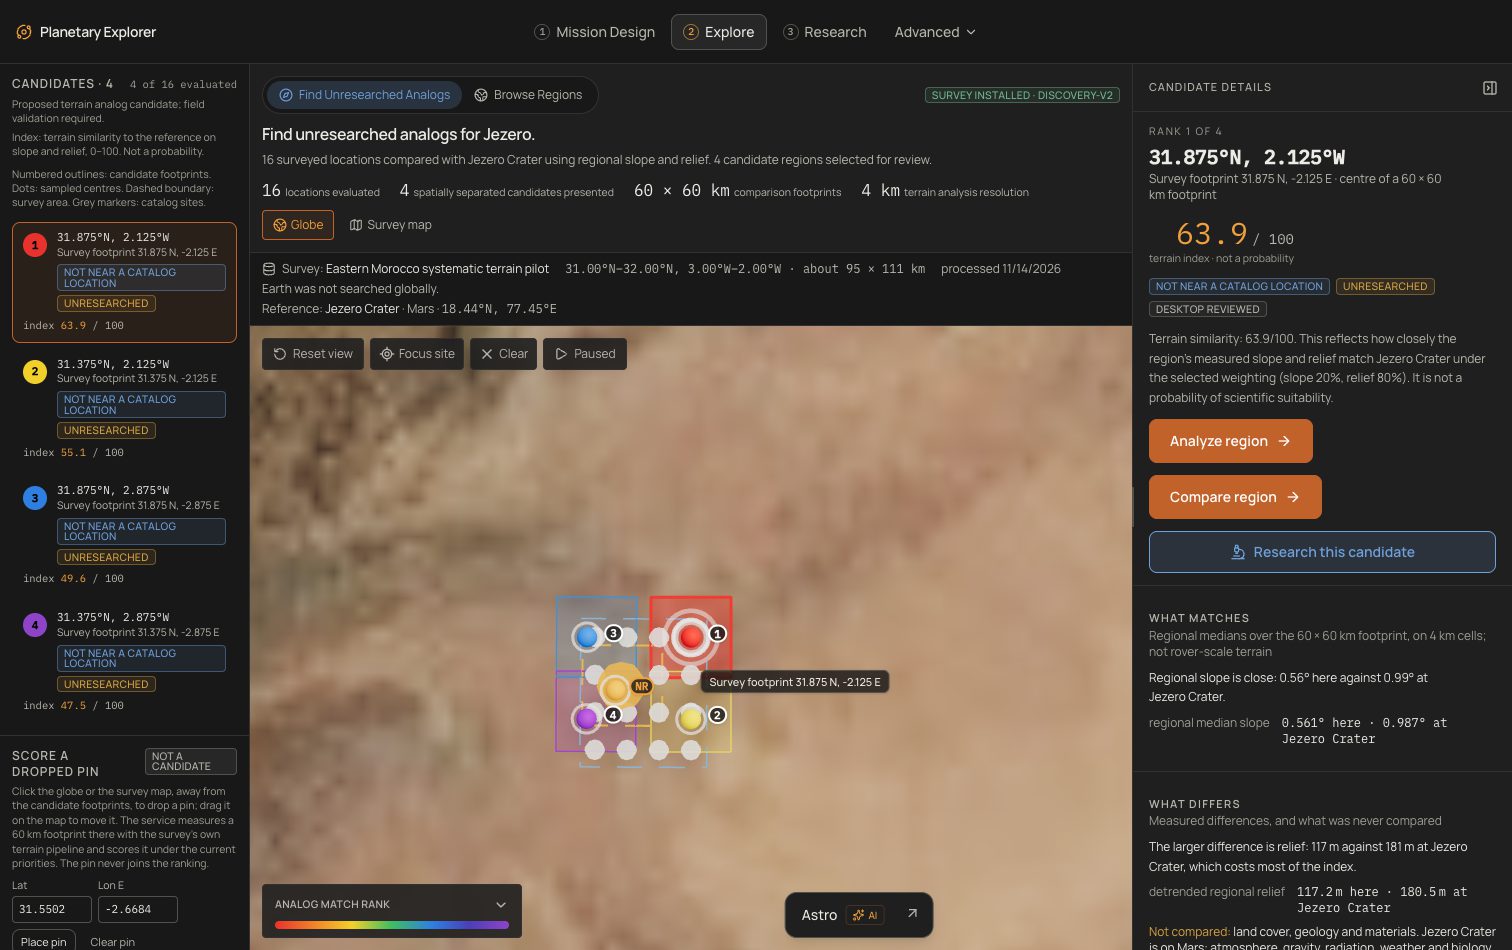 Planetary Explorer
1 Mission Design
2 Explore
3 Research
Advanced
CANDIDATES · 4
4 of 16 evaluated
Proposed terrain analog candidate; field
validation required.
Index: terrain similarity to the reference on
slope and relief, 0–100. Not a probability.
Numbered outlines: candidate footprints.
Dots: sampled centres. Dashed boundary:
survey area. Grey markers: catalog sites.
1
31.875°N, 2.125°W
Survey footprint 31.875 N, -2.125 E
NOT NEAR A CATALOG
LOCATION
UNRESEARCHED
index 63.9 / 100
2
31.375°N, 2.125°W
Survey footprint 31.375 N, -2.125 E
NOT NEAR A CATALOG
LOCATION
UNRESEARCHED
index 55.1 / 100
3
31.875°N, 2.875°W
Survey footprint 31.875 N, -2.875 E
NOT NEAR A CATALOG
LOCATION
UNRESEARCHED
index 49.6 / 100
4
31.375°N, 2.875°W
Survey footprint 31.375 N, -2.875 E
NOT NEAR A CATALOG
LOCATION
UNRESEARCHED
index 47.5 / 100
SCORE A
DROPPED PIN
NOT A
CANDIDATE
Click the globe or the survey map, away from
the candidate footprints, to drop a pin; drag it
on the map to move it. The service measures a
60 km footprint there with the survey's own
terrain pipeline and scores it under the current
priorities. The pin never joins the ranking.
Lat
Lon E
31.5502
-2.6684
Place pin
Clear pin
Find Unresearched Analogs
Browse Regions
SURVEY INSTALLED · DISCOVERY-V2
Find unresearched analogs for Jezero.
16 surveyed locations compared with Jezero Crater using regional slope and relief. 4 candidate regions selected for review.
16 locations evaluated
4 spatially separated candidates presented
60 × 60 km comparison footprints
4 km terrain analysis resolution
Globe
Survey map
Survey: Eastern Morocco systematic terrain pilot 31.00°N–32.00°N, 3.00°W–2.00°W · about 95 × 111 km processed 11/14/2026
Earth was not searched globally.
Reference: Jezero Crater · Mars · 18.44°N, 77.45°E
Reset view
Focus site
Clear
Paused
3
1
NR
Survey footprint 31.875 N, -2.125 E
4
2
ANALOG MATCH RANK
Astro
AI
CANDIDATE DETAILS
RANK 1 OF 4
31.875°N, 2.125°W
Survey footprint 31.875 N, -2.125 E · centre of a 60 × 60
km footprint
63.9 / 100
terrain index · not a probability
NOT NEAR A CATALOG LOCATION
UNRESEARCHED
DESKTOP REVIEWED
Terrain similarity: 63.9/100. This reflects how closely the
region's measured slope and relief match Jezero Crater under
the selected weighting (slope 20%, relief 80%). It is not a
probability of scientific suitability.
Analyze region
Compare region
Research this candidate
WHAT MATCHES
Regional medians over the 60 × 60 km footprint, on 4 km cells;
not rover-scale terrain
Regional slope is close: 0.56° here against 0.99° at
Jezero Crater.
regional median slope 0.561° here · 0.987° at
Jezero Crater
WHAT DIFFERS
Measured differences, and what was never compared
The larger difference is relief: 117 m against 181 m at Jezero
Crater, which costs most of the index.
detrended regional relief 117.2 m here · 180.5 m at
Jezero Crater
Not compared: land cover, geology and materials. Jezero Crater
is on Mars: atmosphere, gravity, radiation, weather and biology